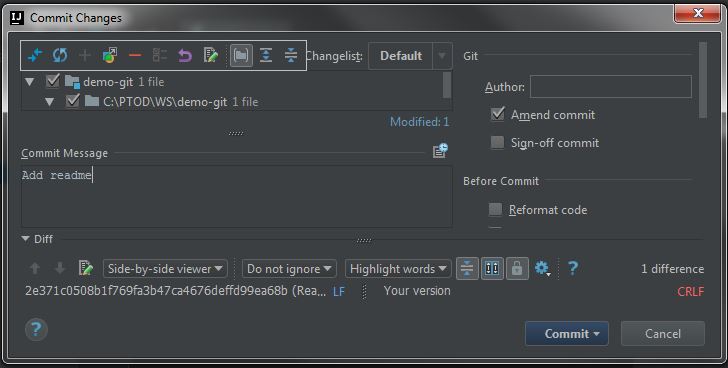 IJ Commit Changes
Changelist: Default
Git
demo-git 1 file
Author:
C:\PTOD\WS\demo-git 1 file
Amend commit
Modified: 1
Sign-off commit
Commit Message
Before Commit
Add readme
Reformat code
Diff
Side-by-side viewer Do not ignore Highlight words ? 1 difference
2e371c0508b1f769fa3b47ca4676deffd99ea68b (Rea... LF Your version CRLF
? Commit Cancel